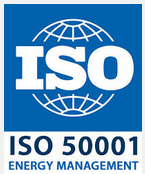 ISO
ISO 50001
ENERGY MANAGEMENT